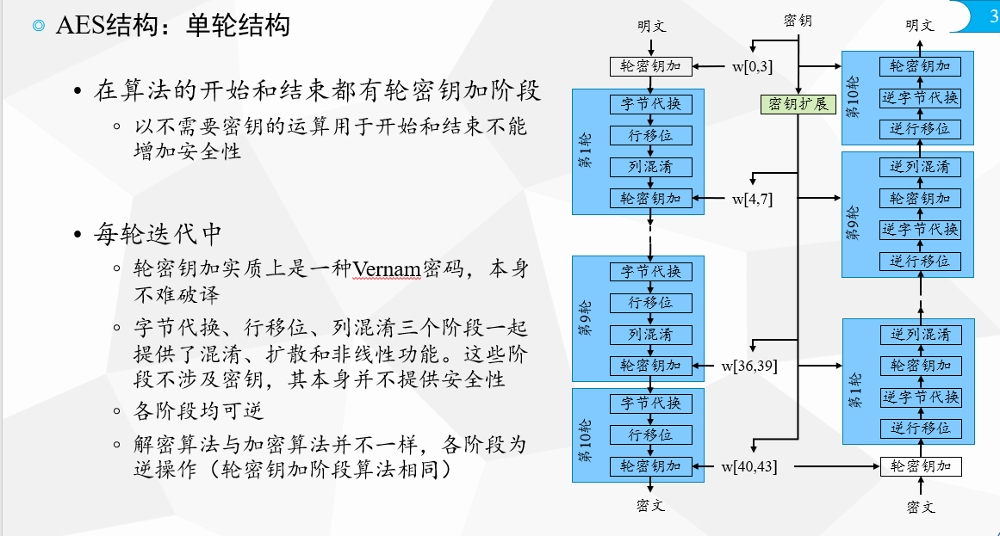 3
AES结构：单轮结构
• 在算法的开始和结束都有轮密钥加阶段
以不需要密钥的运算用于开始和结束不能
增加安全性
• 每轮迭代中
轮密钥加实质上是一种Vernam密码，本身
不难破译
字节代换、行移位、列混淆三个阶段一起
提供了混淆、扩散和非线性功能。这些阶
段不涉及密钥，其本身并不提供安全性
各阶段均可逆
解密算法与加密算法并不一样，各阶段为
逆操作（轮密钥加阶段算法相同）
明文
轮密钥加
第1轮
字节代换
行移位
列混淆
轮密钥加
第9轮
字节代换
行移位
列混淆
轮密钥加
第10轮
字节代换
行移位
轮密钥加
密文
密钥
w[0,3]
密钥扩展
w[4,7]
w[36,39]
w[40,43]
明文
第10轮
轮密钥加
逆字节代换
逆行移位
第9轮
逆列混淆
轮密钥加
逆字节代换
逆行移位
第1轮
逆列混淆
轮密钥加
逆字节代换
逆行移位
轮密钥加
密文